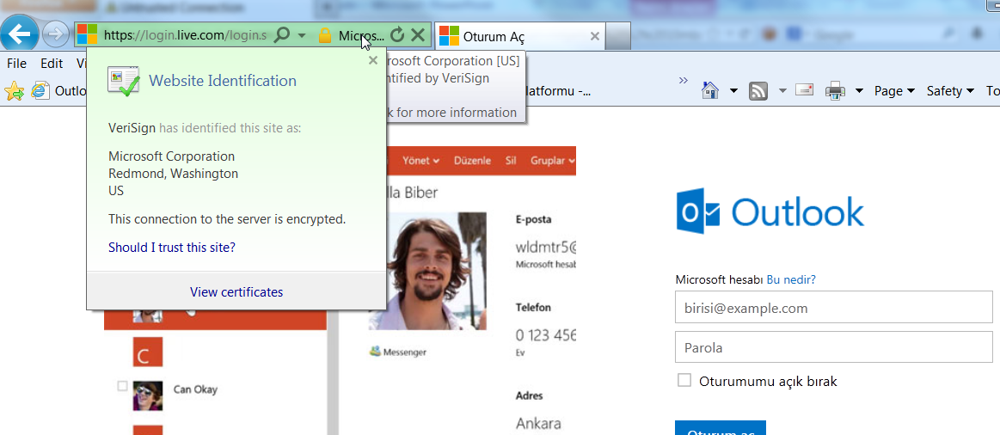 Untrusted Connection
https://login.live.com/login.s
Micros...
Oturum Aç
File Edit
rosoft Corporation [US]
ntified by VeriSign
k for more information
Outlo
latformu -...
Page
Safety
To
Website Identification
VeriSign has identified this site as:
Microsoft Corporation
Redmond, Washington
US
This connection to the server is encrypted.
Should I trust this site?
View certificates
Yönet Düzenle Sil Gruplar
lla Biber
E-posta
wldmtr5@
Microsoft hesab
Telefon
0 123 456
Ev
Messenger
Adres
Ankara
C
Can Okay
Outlook
Microsoft hesabı Bu nedir?
birisi@example.com
Parola
Oturumumu açık bırak
Oturum aç